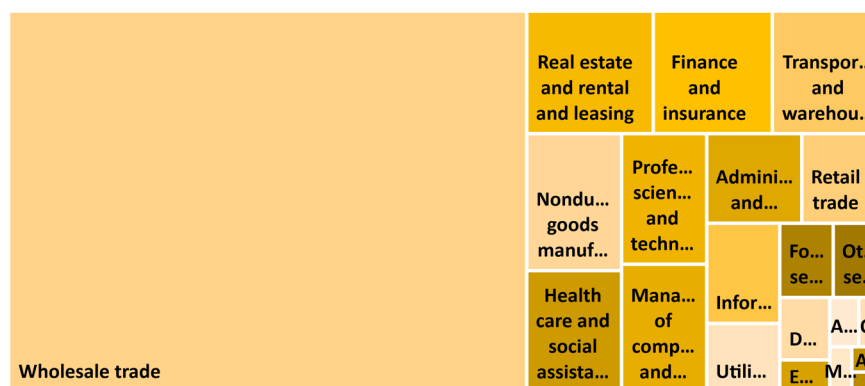 Wholesale trade
Real estate
and rental
and leasing
Finance
and
insurance
Transpor...
and
warehou...
Nondu...
goods
manuf...
Profe...
scien...
and
techn...
Admini...
and...
Retail
trade
Health
care and
social
assista...
Mana...
of
comp...
and...
Infor...
Utili...
Fo...
se...
Ot...
se...
D...
E...
A...
M...